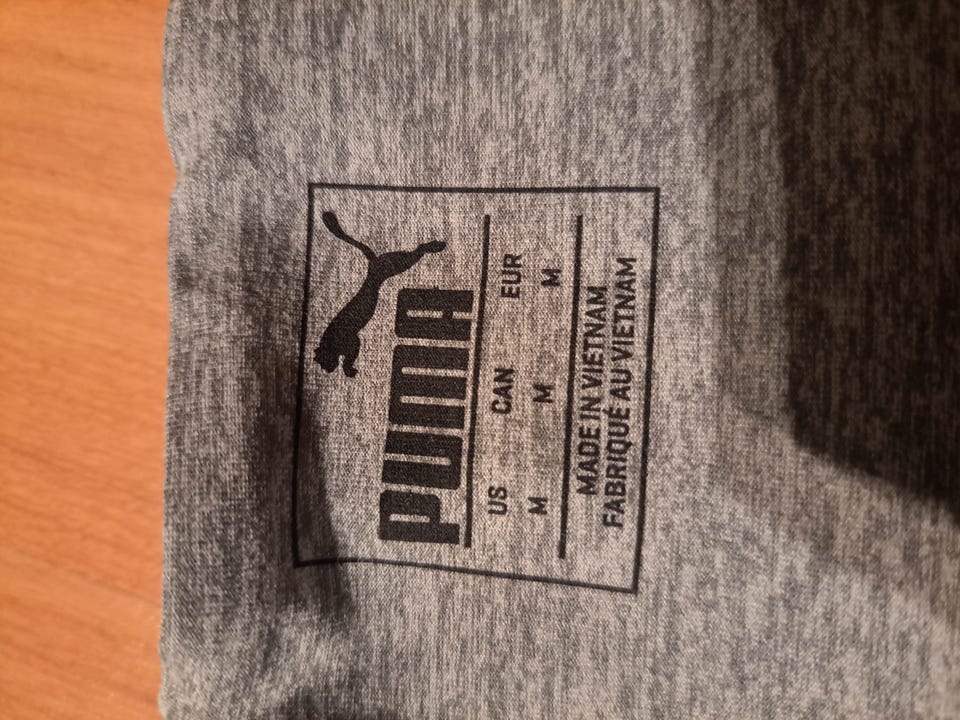 PUMA
US CAN EUR
M M M
MADE IN VIETNAM
FABRIQUÉ AU VIETNAM